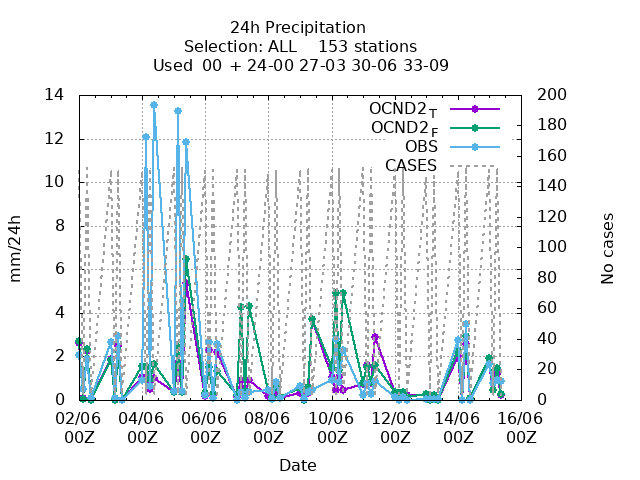 24h Precipitation
Selection: ALL    153 stations
Used  00 + 24-00 27-03 30-06 33-09
OCND2 T
OCND2 F
OBS
CASES
mm/24h
14
12
10
8
6
4
2
0
200
180
160
140
120
100
80
60
40
20
0
No cases
02/06 04/06 06/06 08/06 10/06 12/06 14/06 16/06
00Z 00Z 00Z 00Z 00Z 00Z 00Z 00Z
Date